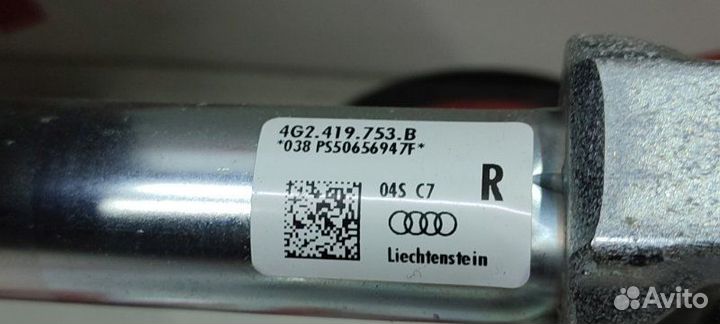 4G2.419.753.B
*038 PS50656947F*
04S C7
R
Liechtenstein
Avito